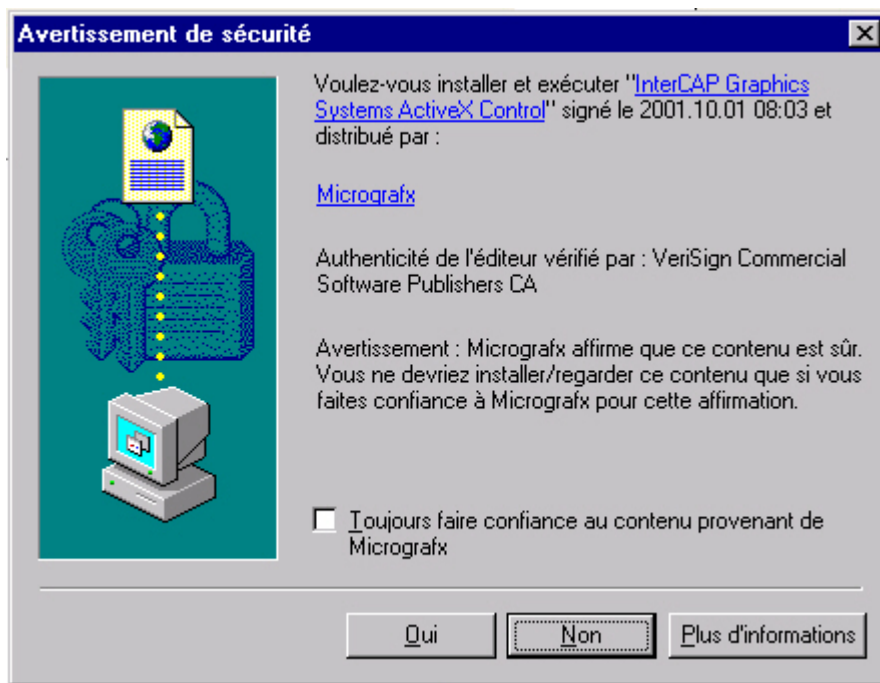 Avertissement de sécurité
Voulez-vous installer et exécuter "InterCAP Graphics
Systems ActiveX Control" signé le 2001.10.01 08:03 et
distribué par :
Micrografx
Authenticité de l'éditeur vérifié par : VeriSign Commercial
Software Publishers CA
Avertissement : Micrografx affirme que ce contenu est sûr.
Vous ne devriez installer/regarder ce contenu que si vous
faites confiance à Micrografx pour cette affirmation.
Toujours faire confiance au contenu provenant de
Micrografx
Oui Non Plus d'informations